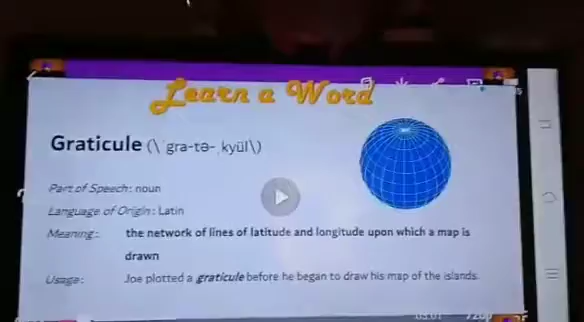 Learn a Word
Graticule (\ˈgra-tə-ˌkyül\)
Part of Speech: noun
Language of Origin: Latin
Meaning: the network of lines of latitude and longitude upon which a map is
drawn
Usage: Joe plotted a graticule before he began to draw his map of the islands.